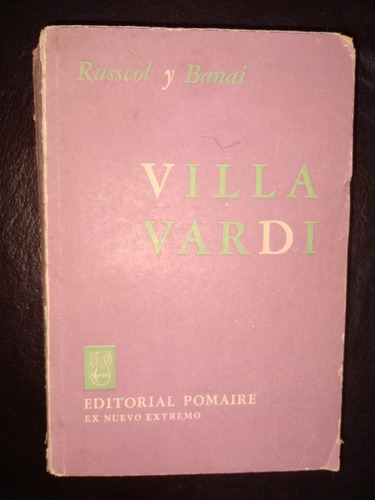 Russcol y Banai
VILLA
VARDI
EDITORIAL POMAIRE
EX NUEVO EXTREMO